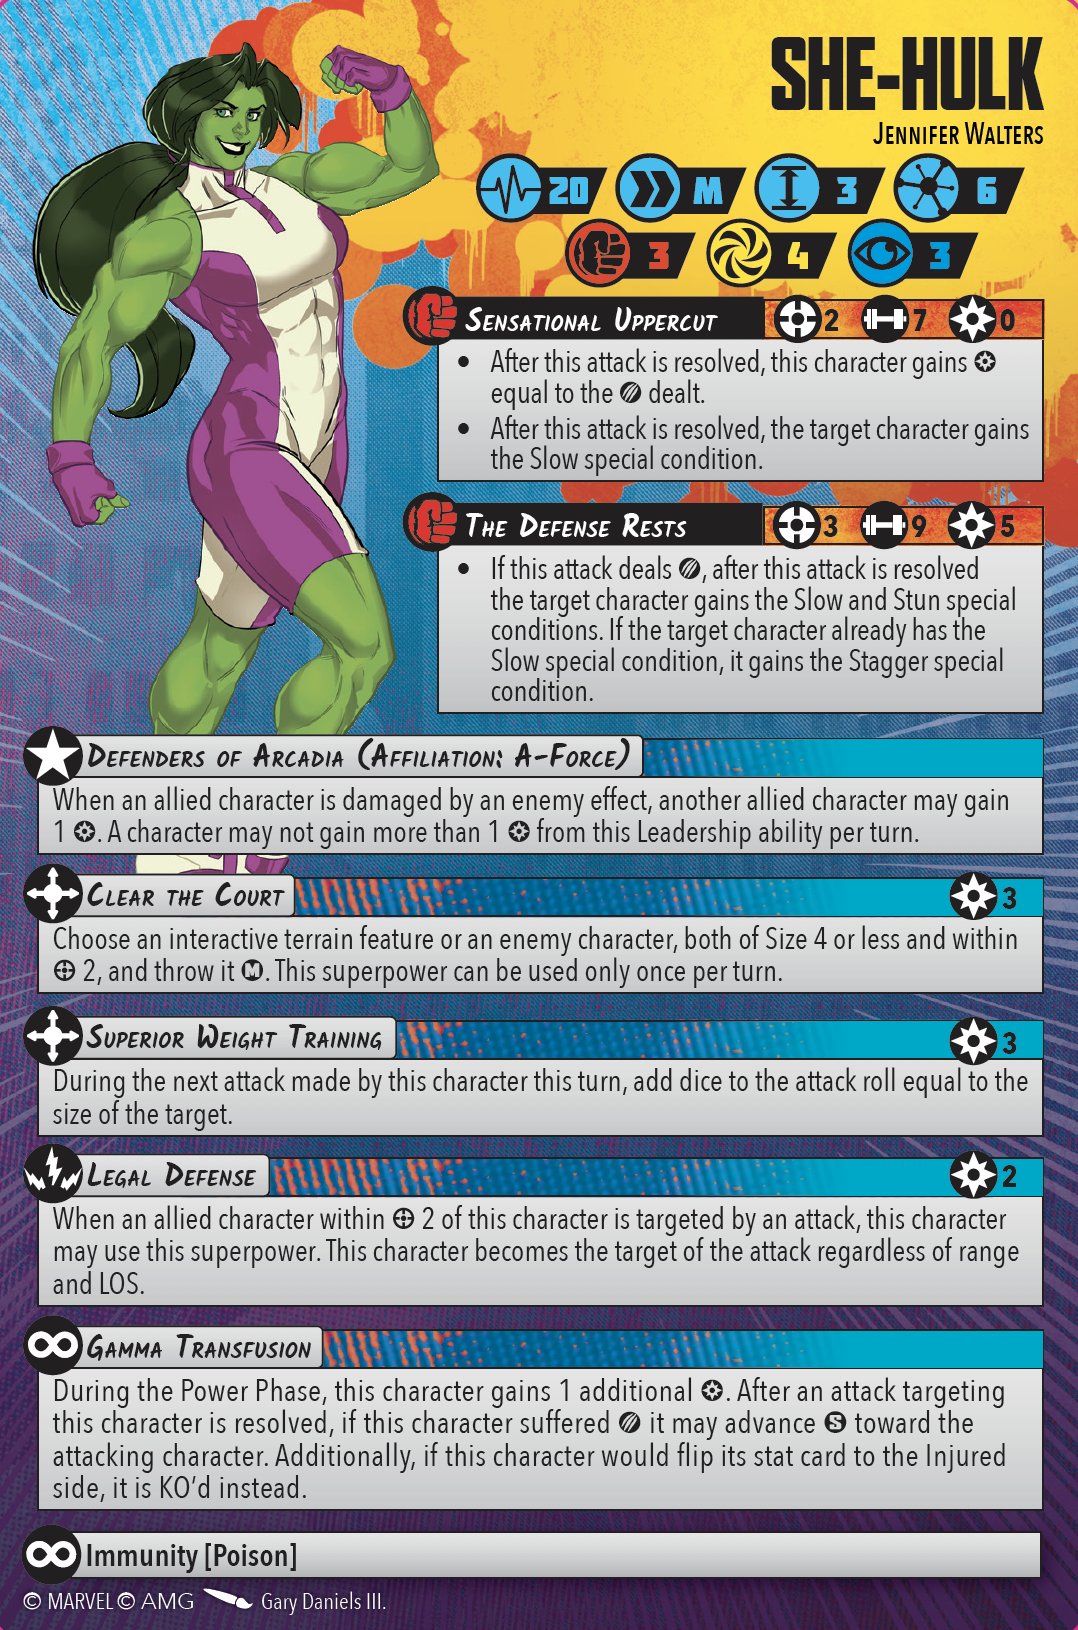 SHE-HULK
JENNIFER WALTERS
20 M 3 6
3 4 3
SENSATIONAL UPPERCUT 2 7 0
• After this attack is resolved, this character gains
equal to the dealt.
• After this attack is resolved, the target character gains
the Slow special condition.
THE DEFENSE RESTS 3 9 5
• If this attack deals , after this attack is resolved
the target character gains the Slow and Stun special
conditions. If the target character already has the
Slow special condition, it gains the Stagger special
condition.
DEFENDERS OF ARCADIA (AFFILIATION: A-FORCE)
When an allied character is damaged by an enemy effect, another allied character may gain
1 . A character may not gain more than 1 from this Leadership ability per turn.
CLEAR THE COURT 3
Choose an interactive terrain feature or an enemy character, both of Size 4 or less and within
2, and throw it M. This superpower can be used only once per turn.
SUPERIOR WEIGHT TRAINING 3
During the next attack made by this character this turn, add dice to the attack roll equal to the
size of the target.
LEGAL DEFENSE 2
When an allied character within 2 of this character is targeted by an attack, this character
may use this superpower. This character becomes the target of the attack regardless of range
and LOS.
GAMMA TRANSFUSION
During the Power Phase, this character gains 1 additional . After an attack targeting
this character is resolved, if this character suffered it may advance S toward the
attacking character. Additionally, if this character would flip its stat card to the Injured
side, it is KO'd instead.
Immunity [Poison]
© MARVEL © AMG Gary Daniels III.